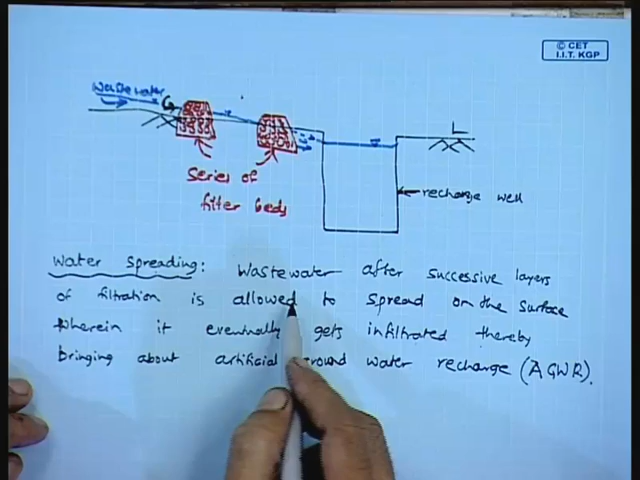 © CET
I.I.T. KGP
Wastewater
Series of
filter beds
recharge well
Water spreading: Wastewater after successive layers
of filtration is allowed to spread on the surface
wherein it eventually gets infiltrated thereby
bringing about artificial ground water recharge (AGWR).